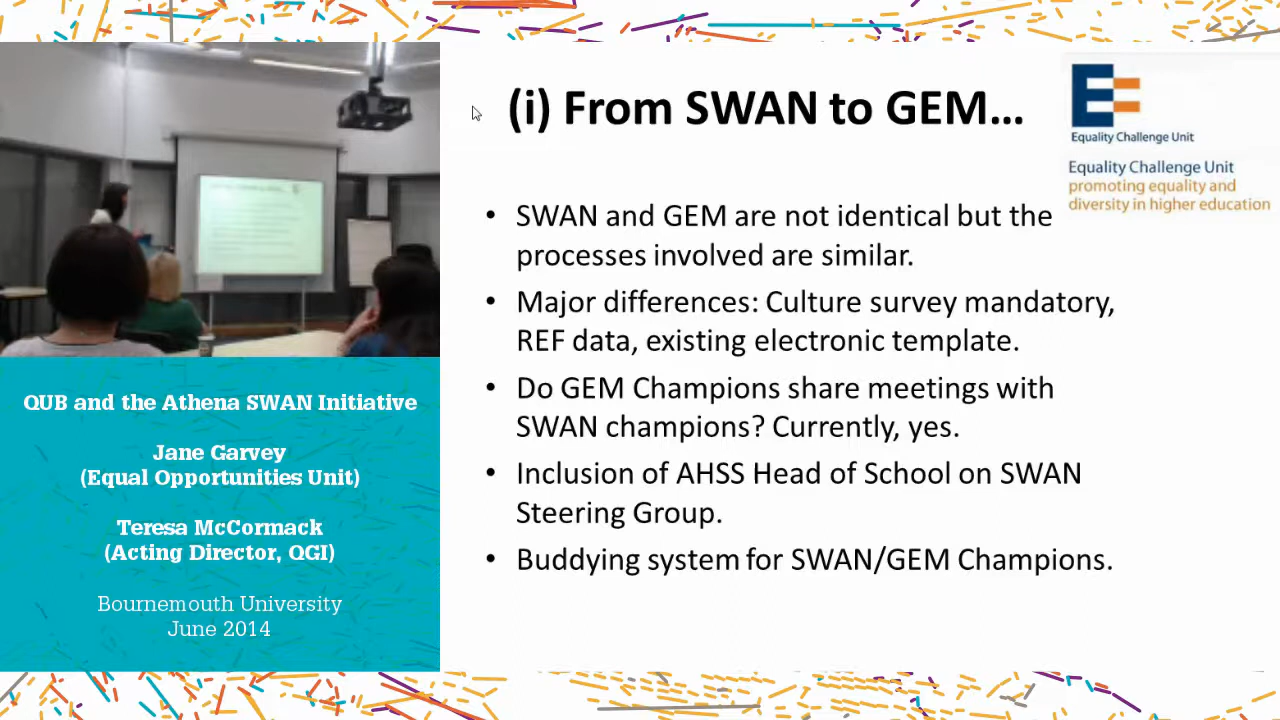 (i) From SWAN to GEM…
Equality Challenge Unit
Equality Challenge Unit
promoting equality and
diversity in higher education
• SWAN and GEM are not identical but the
processes involved are similar.
• Major differences: Culture survey mandatory,
REF data, existing electronic template.
• Do GEM Champions share meetings with
SWAN champions? Currently, yes.
• Inclusion of AHSS Head of School on SWAN
Steering Group.
• Buddying system for SWAN/GEM Champions.
QUB and the Athena SWAN Initiative
Jane Garvey
(Equal Opportunities Unit)
Teresa McCormack
(Acting Director, QGI)
Bournemouth University
June 2014